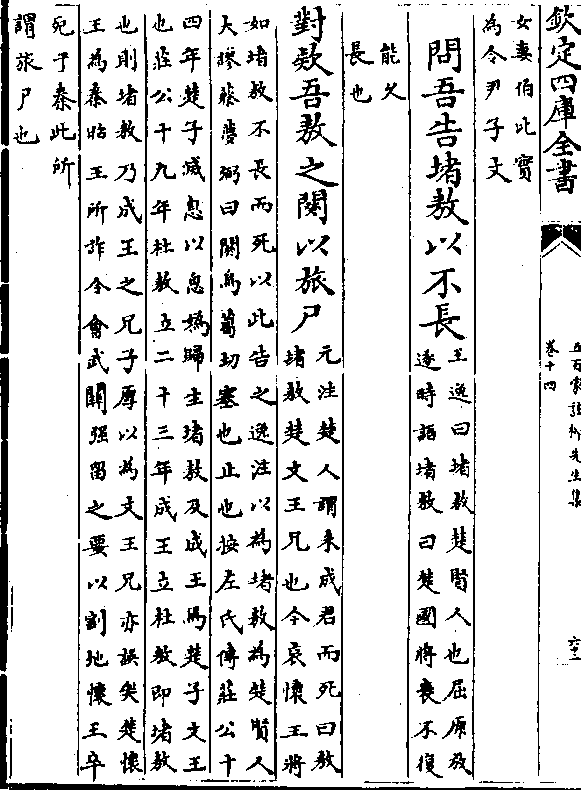 欽定四庫全書
五百家註柳先生集
卷十四
女妻伯比實
為令尹子文
問吾告堵敖以不長
王逸曰堵敖楚賢人也屈原放
逐時語堵敖曰楚國將衰不復
能久
長也
對欵吾敖之閼以旅尸
元注楚人謂未成君而死曰敖
堵敖楚文王兄也今哀懷王將
如堵敖不長而死以此告之逸注以為堵敖為楚賢人
大謬張夢弼曰閼烏葛切塞也止也按左氏傳莊公十
四年楚子滅息以息媯歸生堵敖及成王焉楚子文王
也莊公十九年杜敖立二十三年成王立杜敖即堵敖
也則堵敖乃成王之兄子厚以為文王兄亦誤矣楚懷
王為秦昭王所詐令會武關强留之要以割地懷王卒
死于秦此所
謂旅尸也